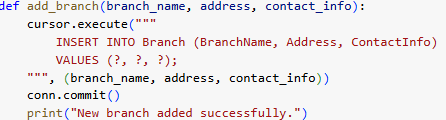 def add_branch(branch_name, address, contact_info):
    cursor.execute("""
        INSERT INTO Branch (BranchName, Address, ContactInfo)
        VALUES (?, ?, ?);
    """, (branch_name, address, contact_info))
    conn.commit()
    print("New branch added successfully.")